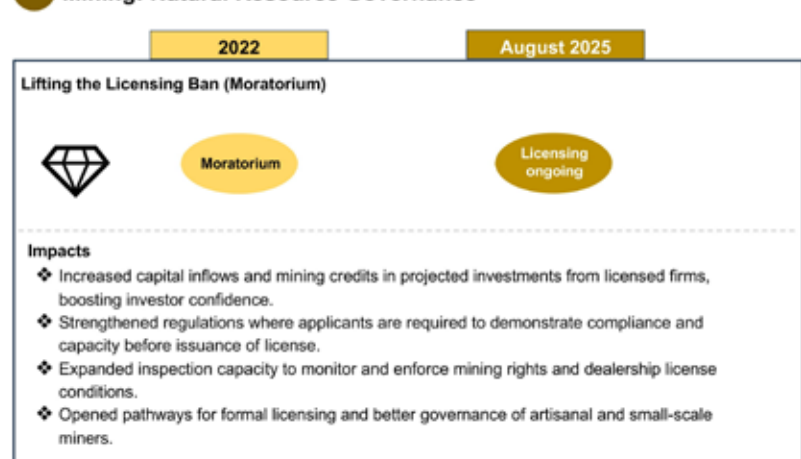 2022
August 2025
Lifting the Licensing Ban (Moratorium)
Moratorium
Licensing
ongoing
Impacts
❖ Increased capital inflows and mining credits in projected investments from licensed firms,
boosting investor confidence.
❖ Strengthened regulations where applicants are required to demonstrate compliance and
capacity before issuance of license.
❖ Expanded inspection capacity to monitor and enforce mining rights and dealership license
conditions.
❖ Opened pathways for formal licensing and better governance of artisanal and small-scale
miners.